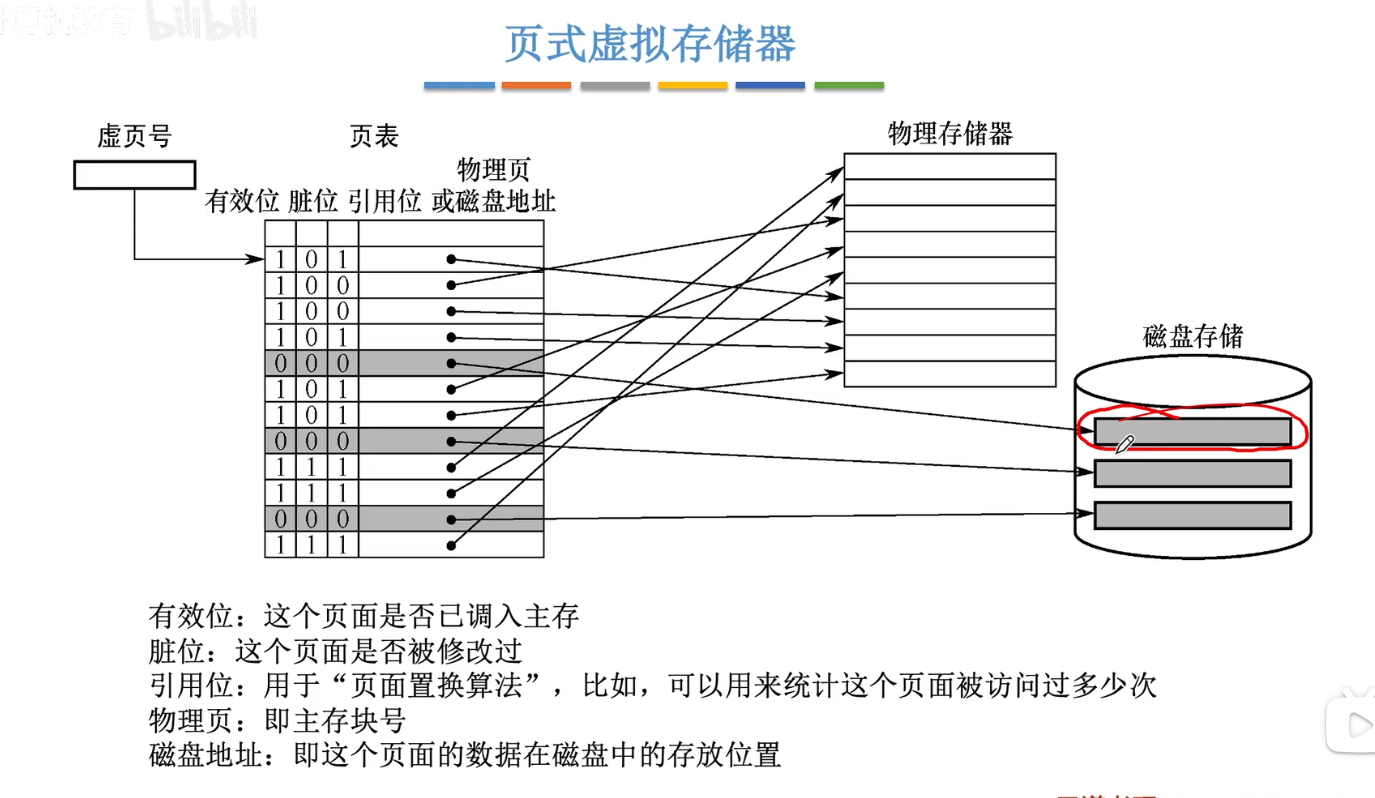 计算机教育 bilibili
页式虚拟存储器
虚页号
页表
物理存储器
物理页
有效位 脏位 引用位 或磁盘地址
1 0 1
1 0 0
1 0 0
1 0 1
磁盘存储
0 0 0
1 0 1
1 0 1
0 0 0
1 1 1
1 1 1
0 0 0
1 1 1
有效位：这个页面是否已调入主存
脏位：这个页面是否被修改过
引用位：用于“页面置换算法”，比如，可以用来统计这个页面被访问过多少次
物理页：即主存块号
磁盘地址：即这个页面的数据在磁盘中的存放位置